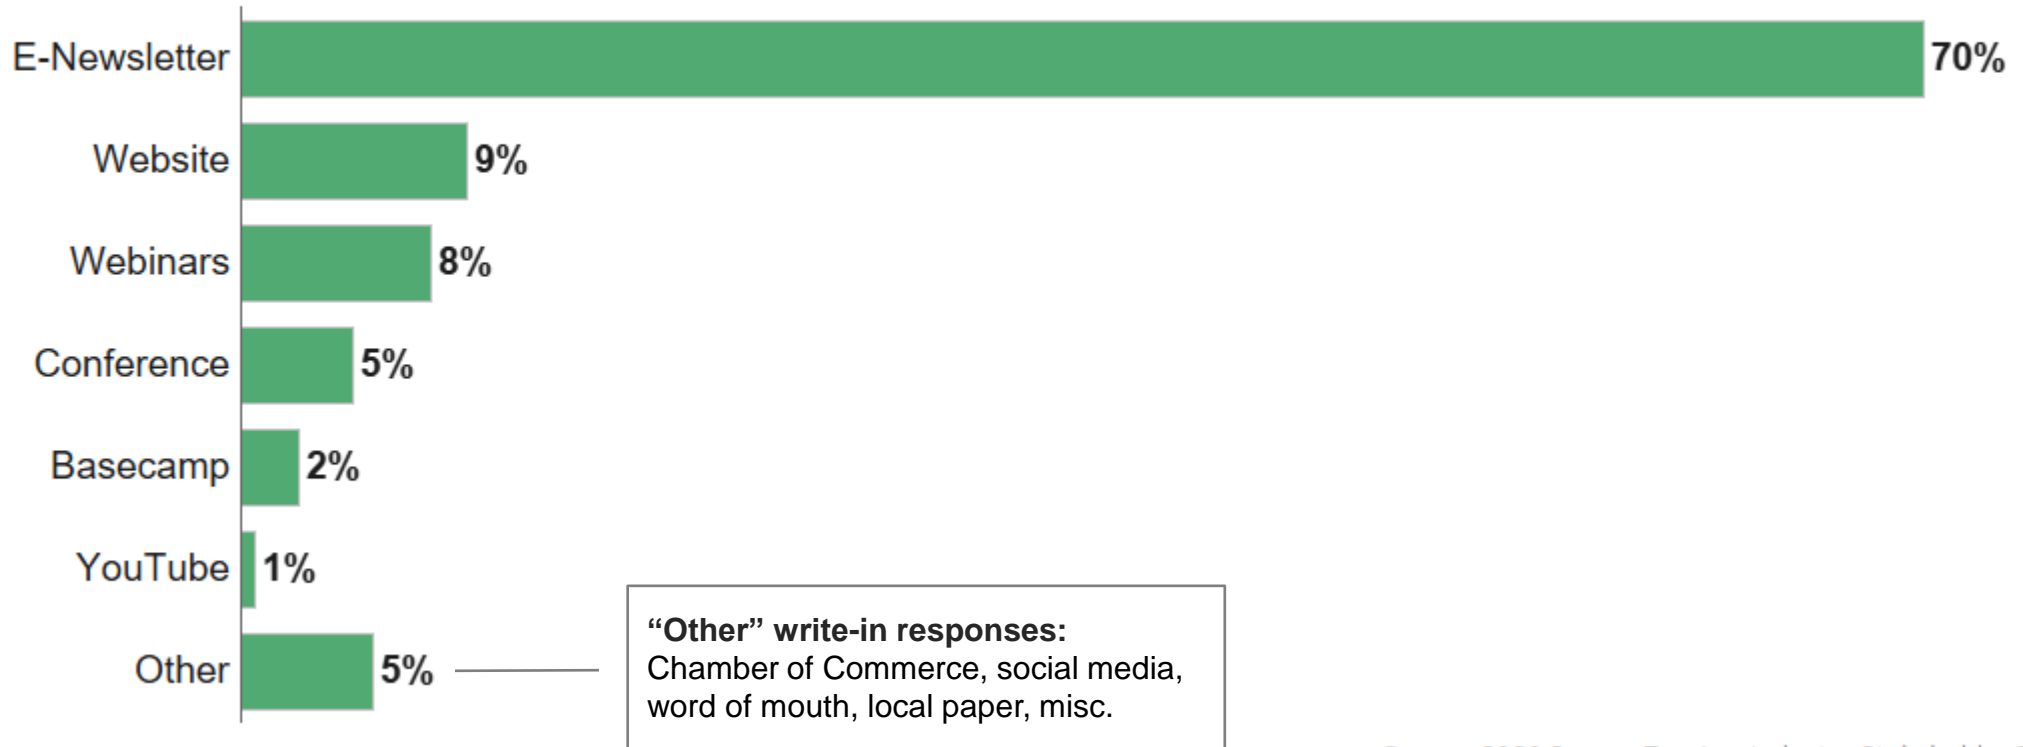 E-Newsletter 70%
Website 9%
Webinars 8%
Conference 5%
Basecamp 2%
YouTube 1%
Other 5%
“Other” write-in responses:
Chamber of Commerce, social media,
word of mouth, local paper, misc.